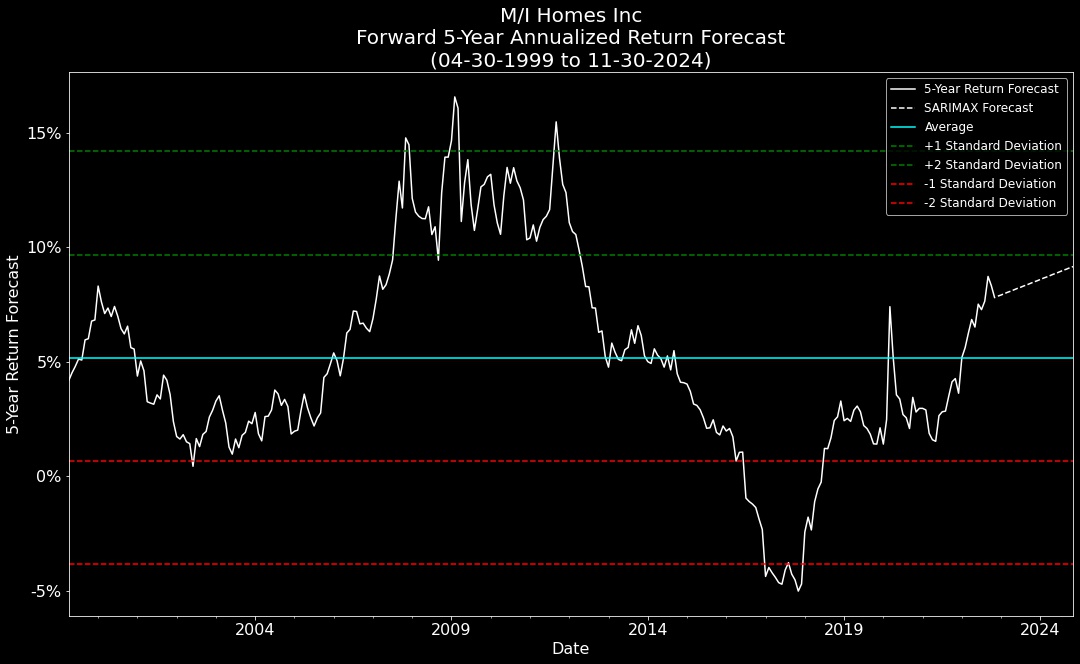 M/I Homes Inc
Forward 5-Year Annualized Return Forecast
(04-30-1999 to 11-30-2024)
5-Year Return Forecast
SARIMAX Forecast
Average
+1 Standard Deviation
+2 Standard Deviation
-1 Standard Deviation
-2 Standard Deviation
5-Year Return Forecast
15%
10%
5%
0%
-5%
2004
2009
2014
2019
2024
Date